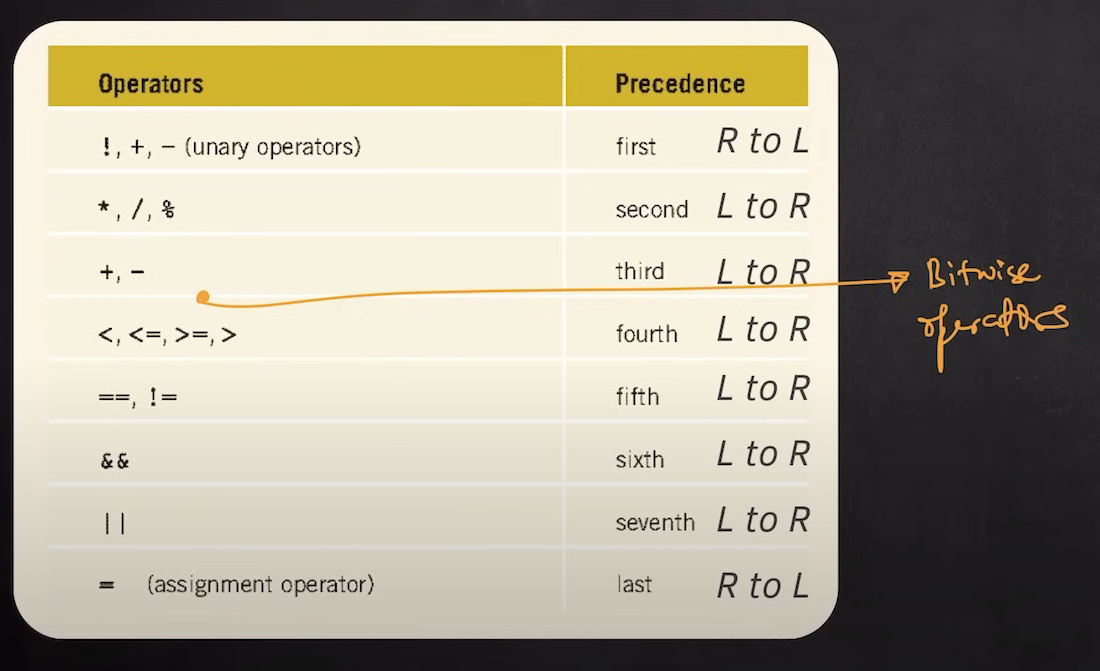 Operators Precedence
!, +, - (unary operators) first R to L
*, /, % second L to R
+, - third L to R
<, <=, >=, > fourth L to R
==, != fifth L to R
&& sixth L to R
|| seventh L to R
= (assignment operator) last R to L
Bitwise
operators